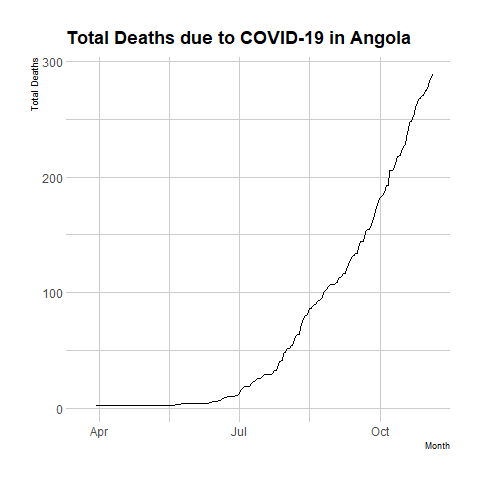 Total Deaths due to COVID-19 in Angola
Total Deaths
300
200
100
0
Apr
Jul
Oct
Month